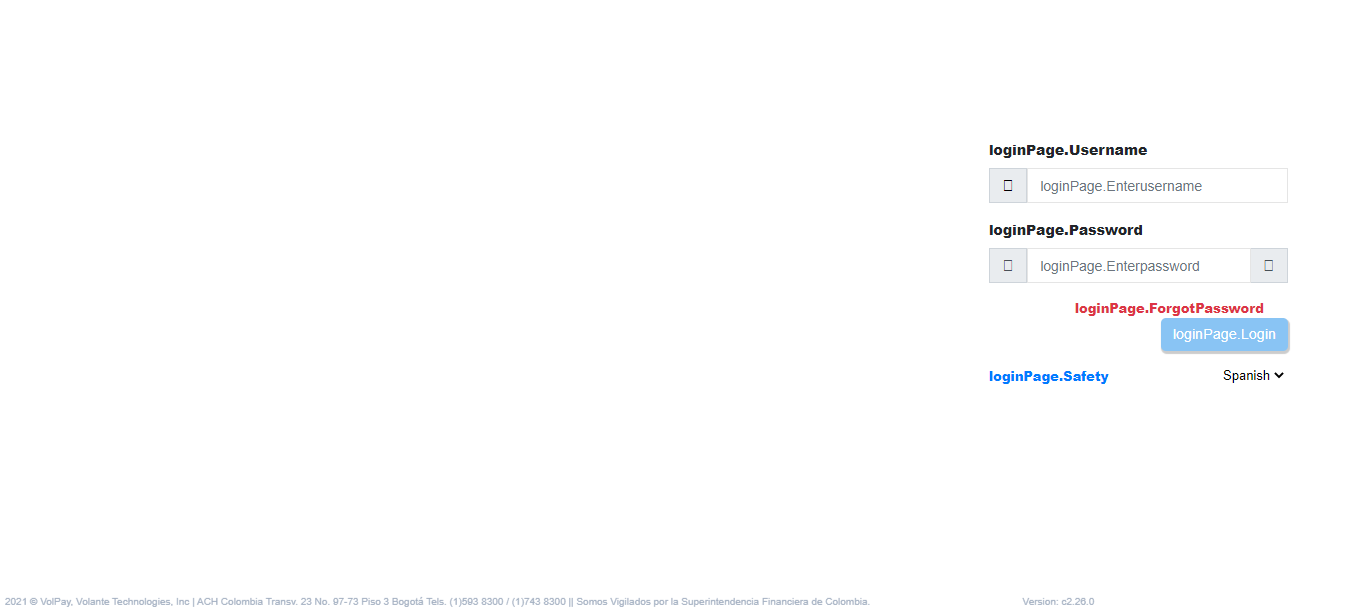 loginPage.Username
loginPage.Enterusername
loginPage.Password
loginPage.Enterpassword
loginPage.ForgotPassword
loginPage.Login
loginPage.Safety Spanish
2021 © VolPay, Volante Technologies, Inc | ACH Colombia Transv. 23 No. 97-73 Piso 3 Bogotá Tels. (1)593 8300 / (1)743 8300 || Somos Vigilados por la Superintendencia Financiera de Colombia. Version: c2.26.0